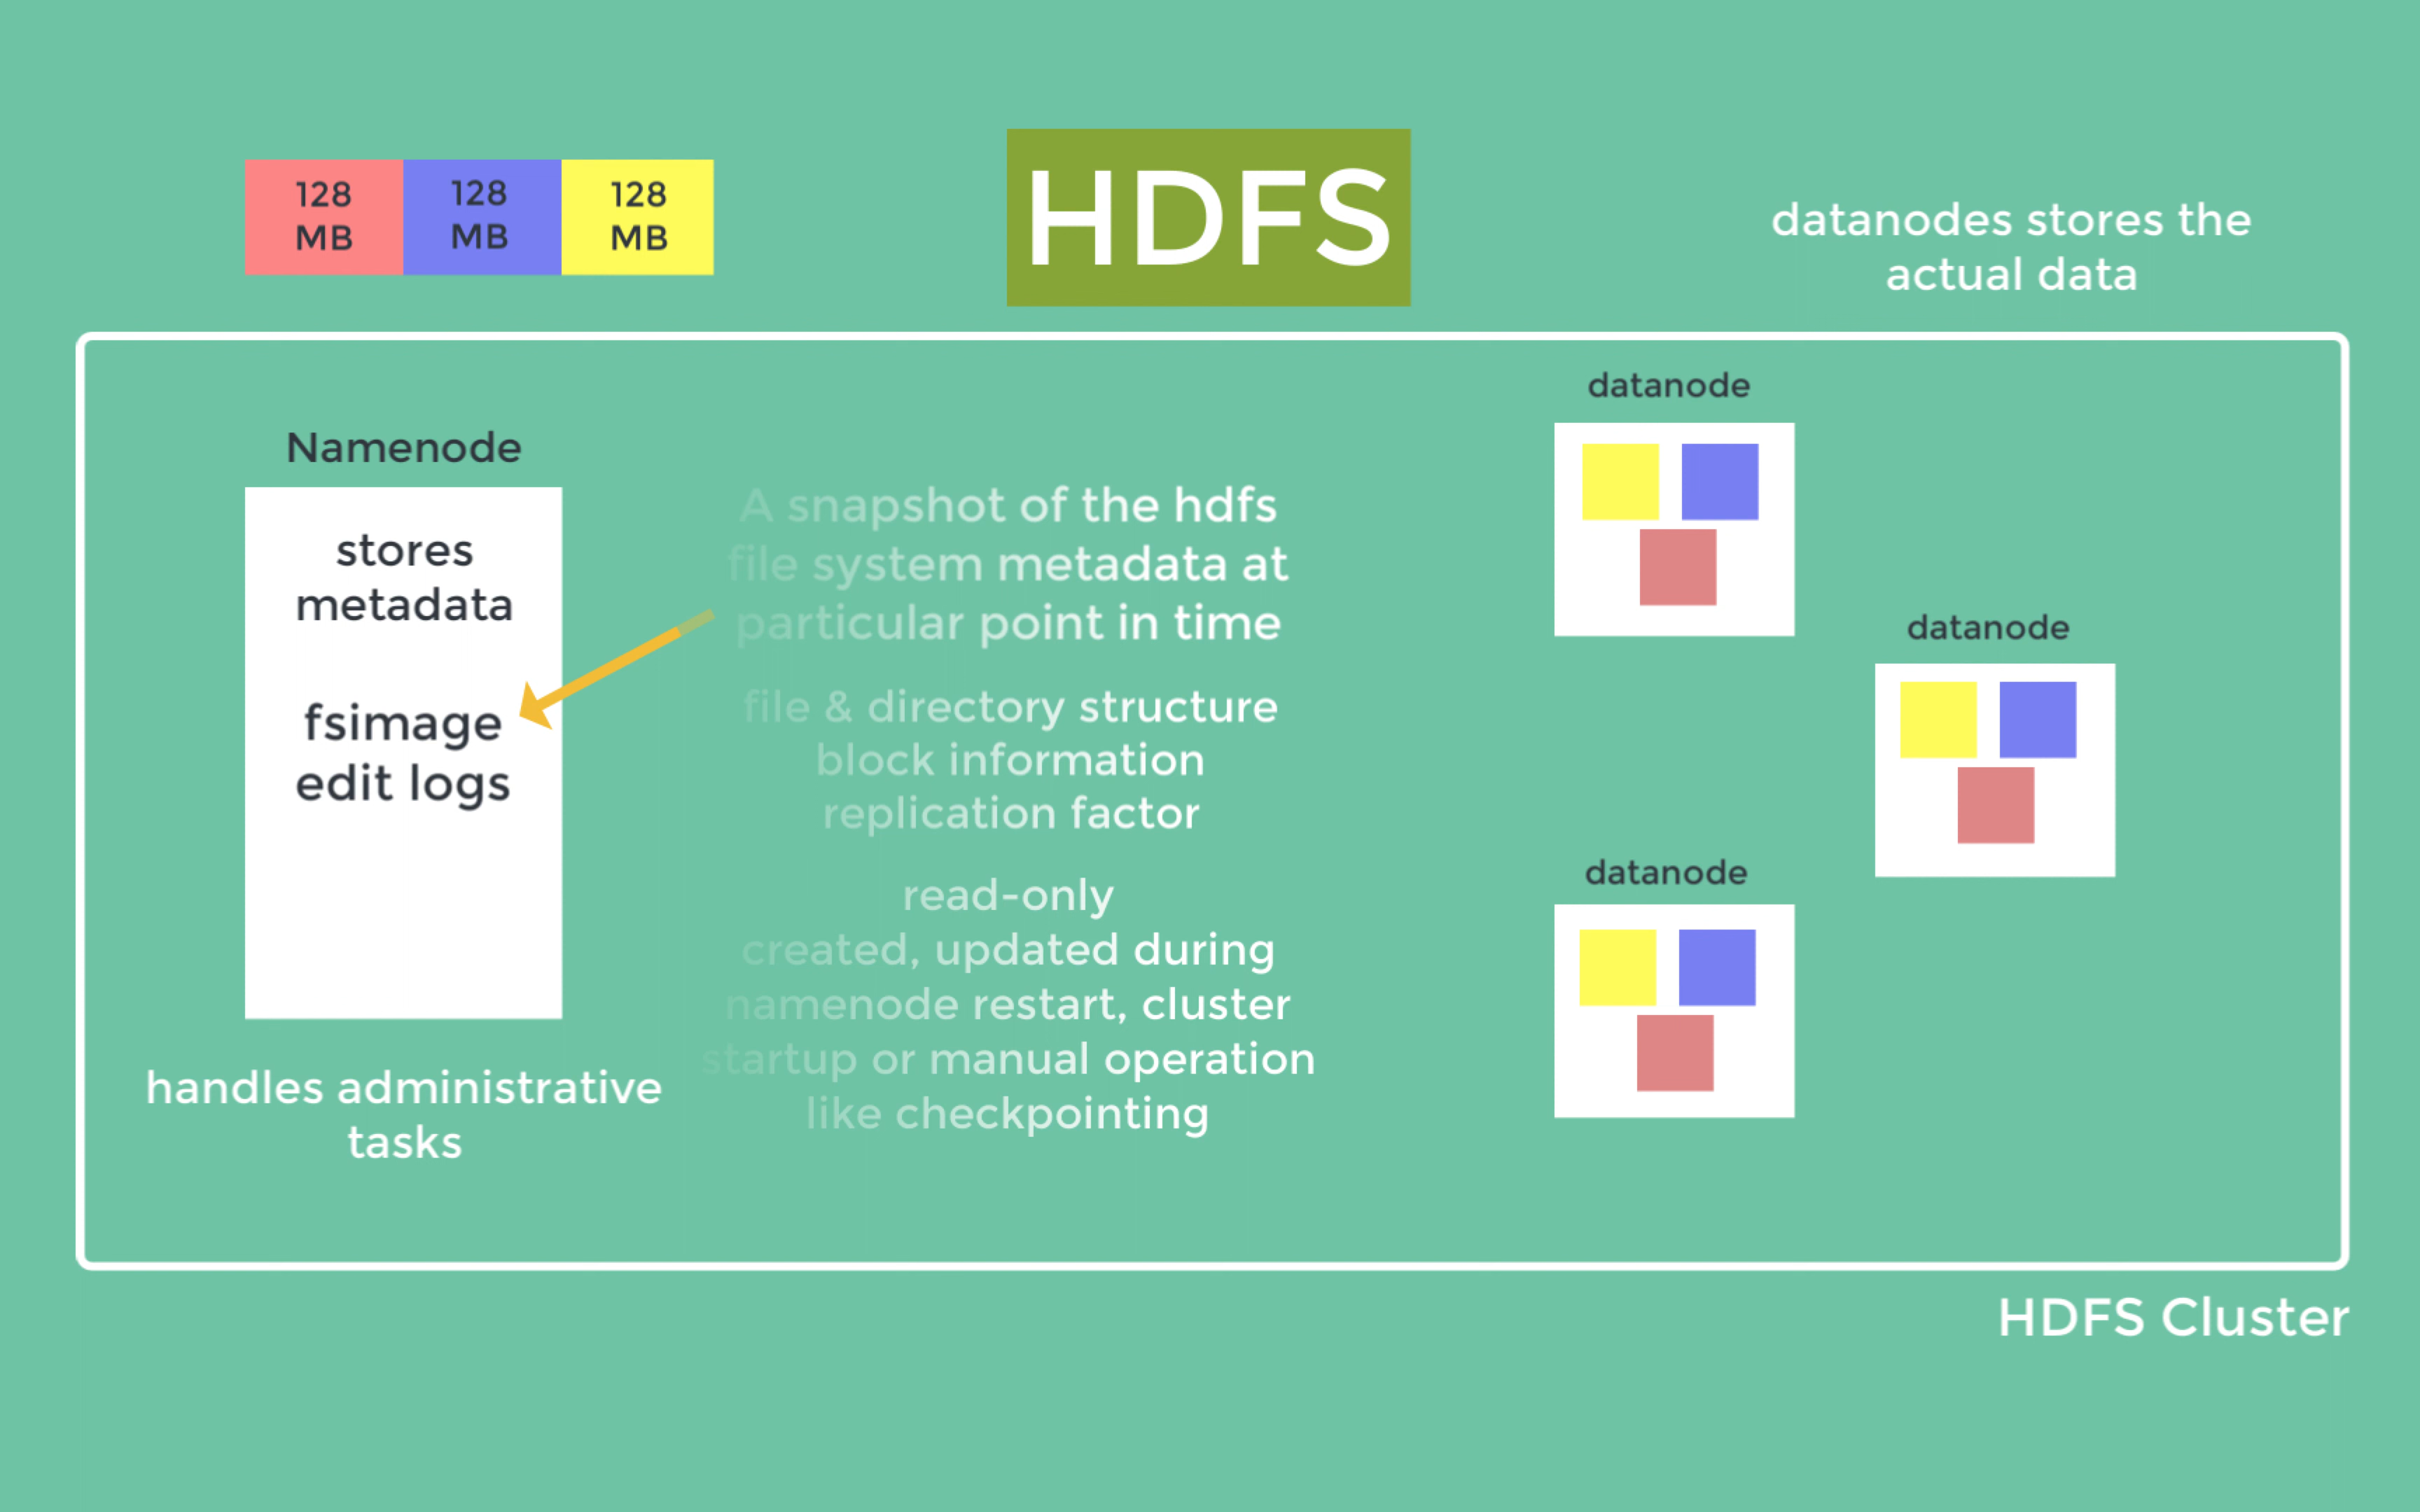 128
MB
128
MB
128
MB
HDFS
datanodes stores the
actual data
Namenode
stores
metadata
fsimage
edit logs
handles administrative
tasks
A snapshot of the hdfs
file system metadata at
particular point in time
file & directory structure
block information
replication factor
read-only
created, updated during
namenode restart, cluster
startup or manual operation
like checkpointing
datanode
datanode
datanode
HDFS Cluster